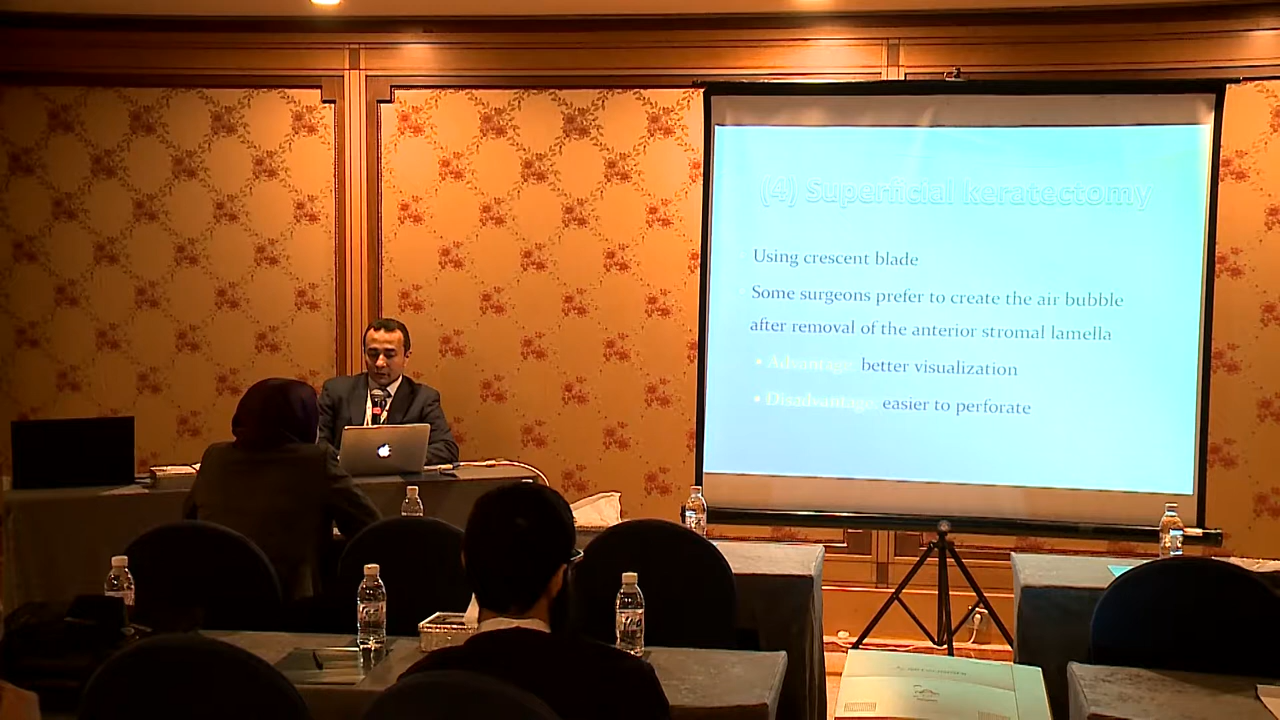 (4) Superficial keratectomy
Using crescent blade
Some surgeons prefer to create the air bubble
after removal of the anterior stromal lamella
• Advantage: better visualization
• Disadvantage: easier to perforate